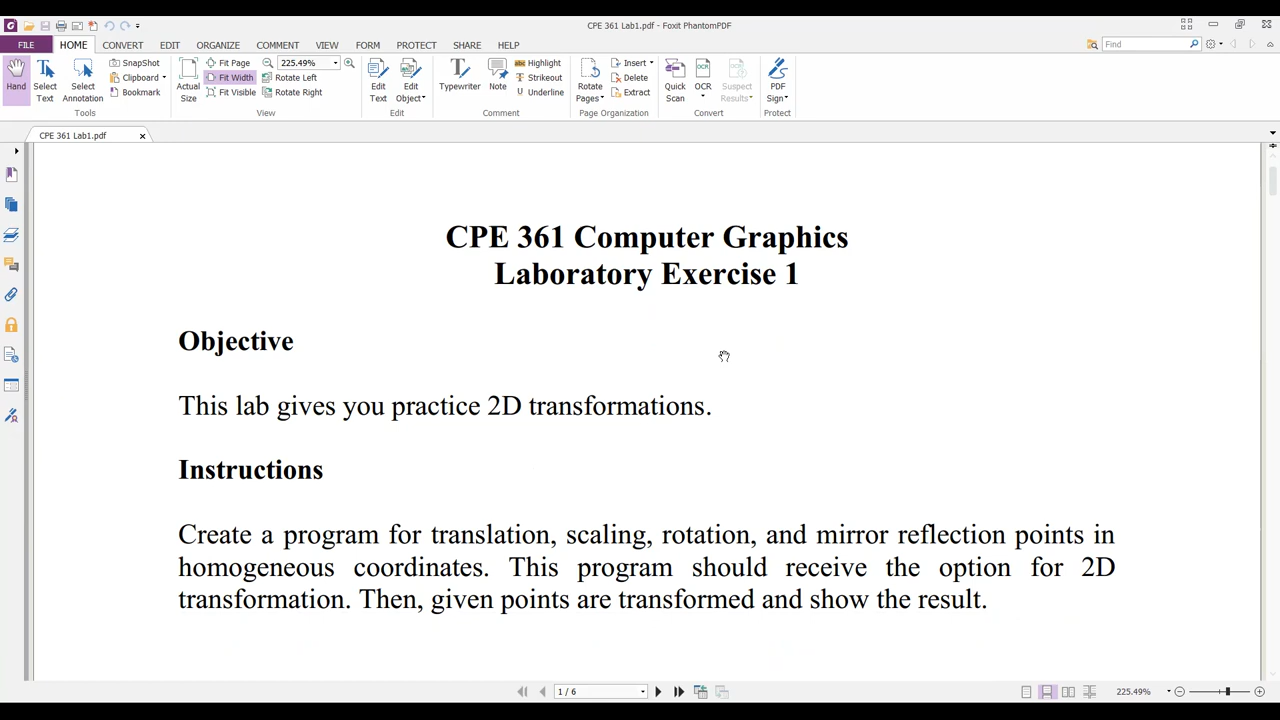 CPE 361 Lab1.pdf - Foxit PhantomPDF
FILE HOME CONVERT EDIT ORGANIZE COMMENT VIEW FORM PROTECT SHARE HELP Find
Hand
Select Text
Select Annotation
SnapShot
Clipboard
Bookmark
Tools
Actual Size
Fit Page
Fit Width
Fit Visible
225.49%
Rotate Left
Rotate Right
View
Edit Text
Edit Object
Edit
Typewriter
Note
Highlight
Strikeout
Underline
Comment
Rotate Pages
Insert
Delete
Extract
Page Organization
Quick Scan
OCR
Suspect Results
Convert
PDF Sign
Protect
CPE 361 Lab1.pdf
CPE 361 Computer Graphics
Laboratory Exercise 1
Objective
This lab gives you practice 2D transformations.
Instructions
Create a program for translation, scaling, rotation, and mirror reflection points in
homogeneous coordinates. This program should receive the option for 2D
transformation. Then, given points are transformed and show the result.
1 / 6
225.49%